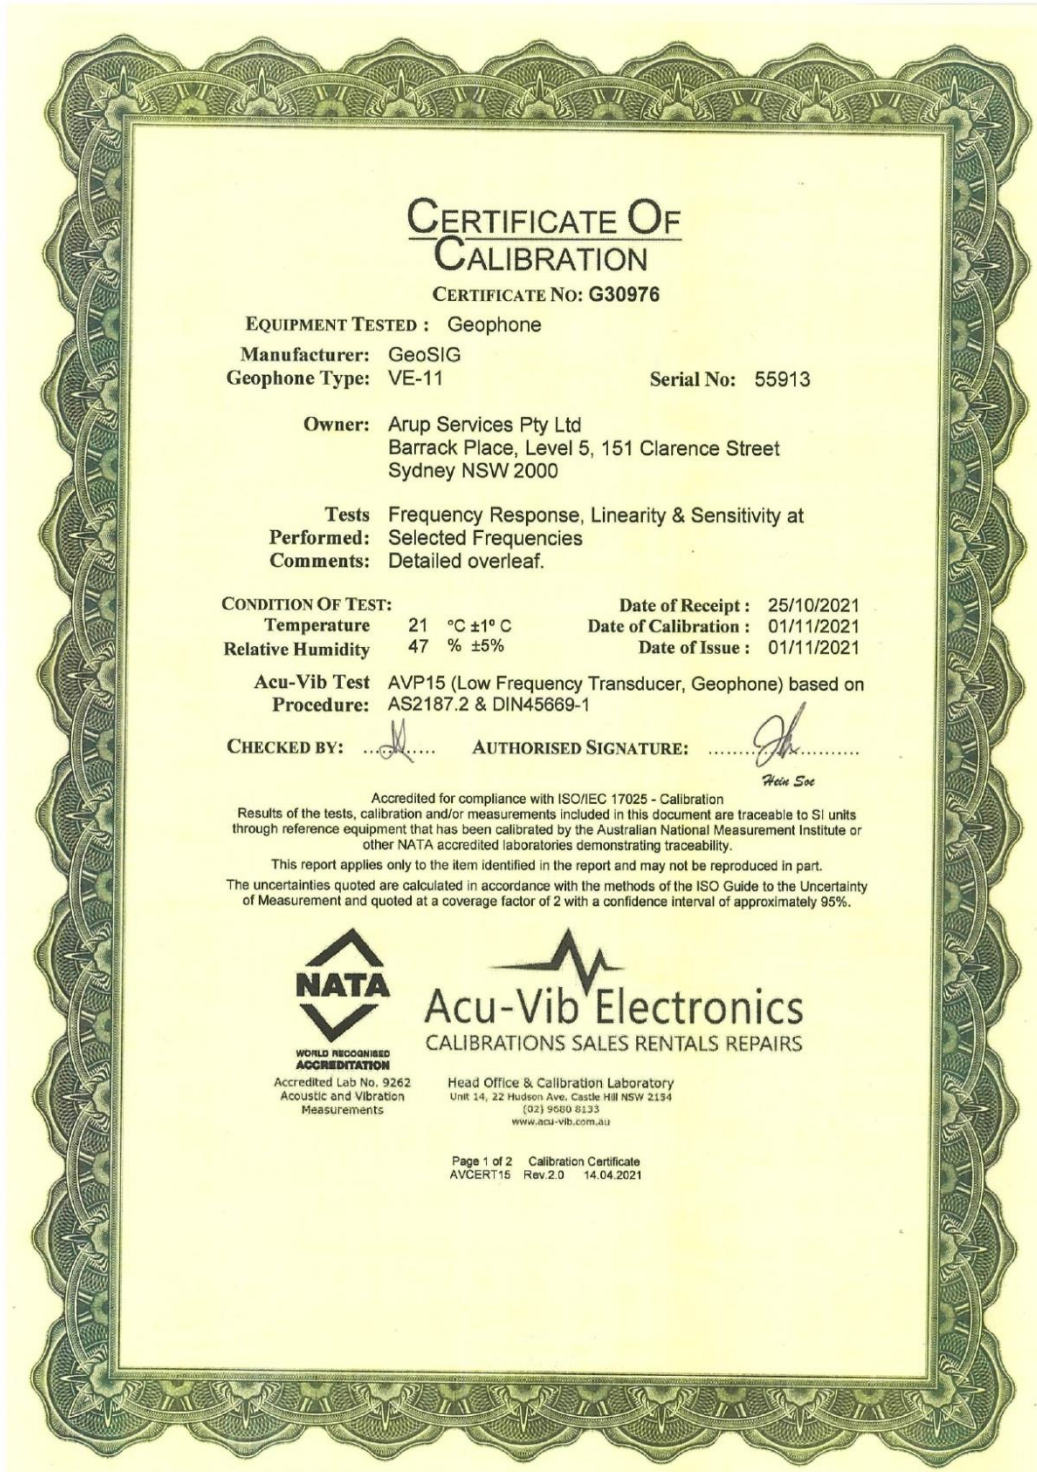 CERTIFICATE OF
CALIBRATION
CERTIFICATE NO: G30976
EQUIPMENT TESTED : Geophone
Manufacturer: GeoSIG
Geophone Type: VE-11 Serial No: 55913
Owner: Arup Services Pty Ltd
Barrack Place, Level 5, 151 Clarence Street
Sydney NSW 2000
Tests Frequency Response, Linearity & Sensitivity at
Performed: Selected Frequencies
Comments: Detailed overleaf.
CONDITION OF TEST: Date of Receipt : 25/10/2021
Temperature 21 °C ±1° C Date of Calibration : 01/11/2021
Relative Humidity 47 % ±5% Date of Issue : 01/11/2021
Acu-Vib Test AVP15 (Low Frequency Transducer, Geophone) based on
Procedure: AS2187.2 & DIN45669-1
CHECKED BY: ........ AUTHORISED SIGNATURE: ....................
Hein Soe
Accredited for compliance with ISO/IEC 17025 - Calibration
Results of the tests, calibration and/or measurements included in this document are traceable to SI units
through reference equipment that has been calibrated by the Australian National Measurement Institute or
other NATA accredited laboratories demonstrating traceability.
This report applies only to the item identified in the report and may not be reproduced in part.
The uncertainties quoted are calculated in accordance with the methods of the ISO Guide to the Uncertainty
of Measurement and quoted at a coverage factor of 2 with a confidence interval of approximately 95%.
NATA
WORLD RECOGNISED
ACCREDITATION
Accredited Lab No. 9262
Acoustic and Vibration
Measurements
Acu-Vib Electronics
CALIBRATIONS SALES RENTALS REPAIRS
Head Office & Calibration Laboratory
Unit 14, 22 Hudson Ave. Castle Hill NSW 2154
(02) 9680 8133
www.acu-vib.com.au
Page 1 of 2 Calibration Certificate
AVCERT15 Rev.2.0 14.04.2021